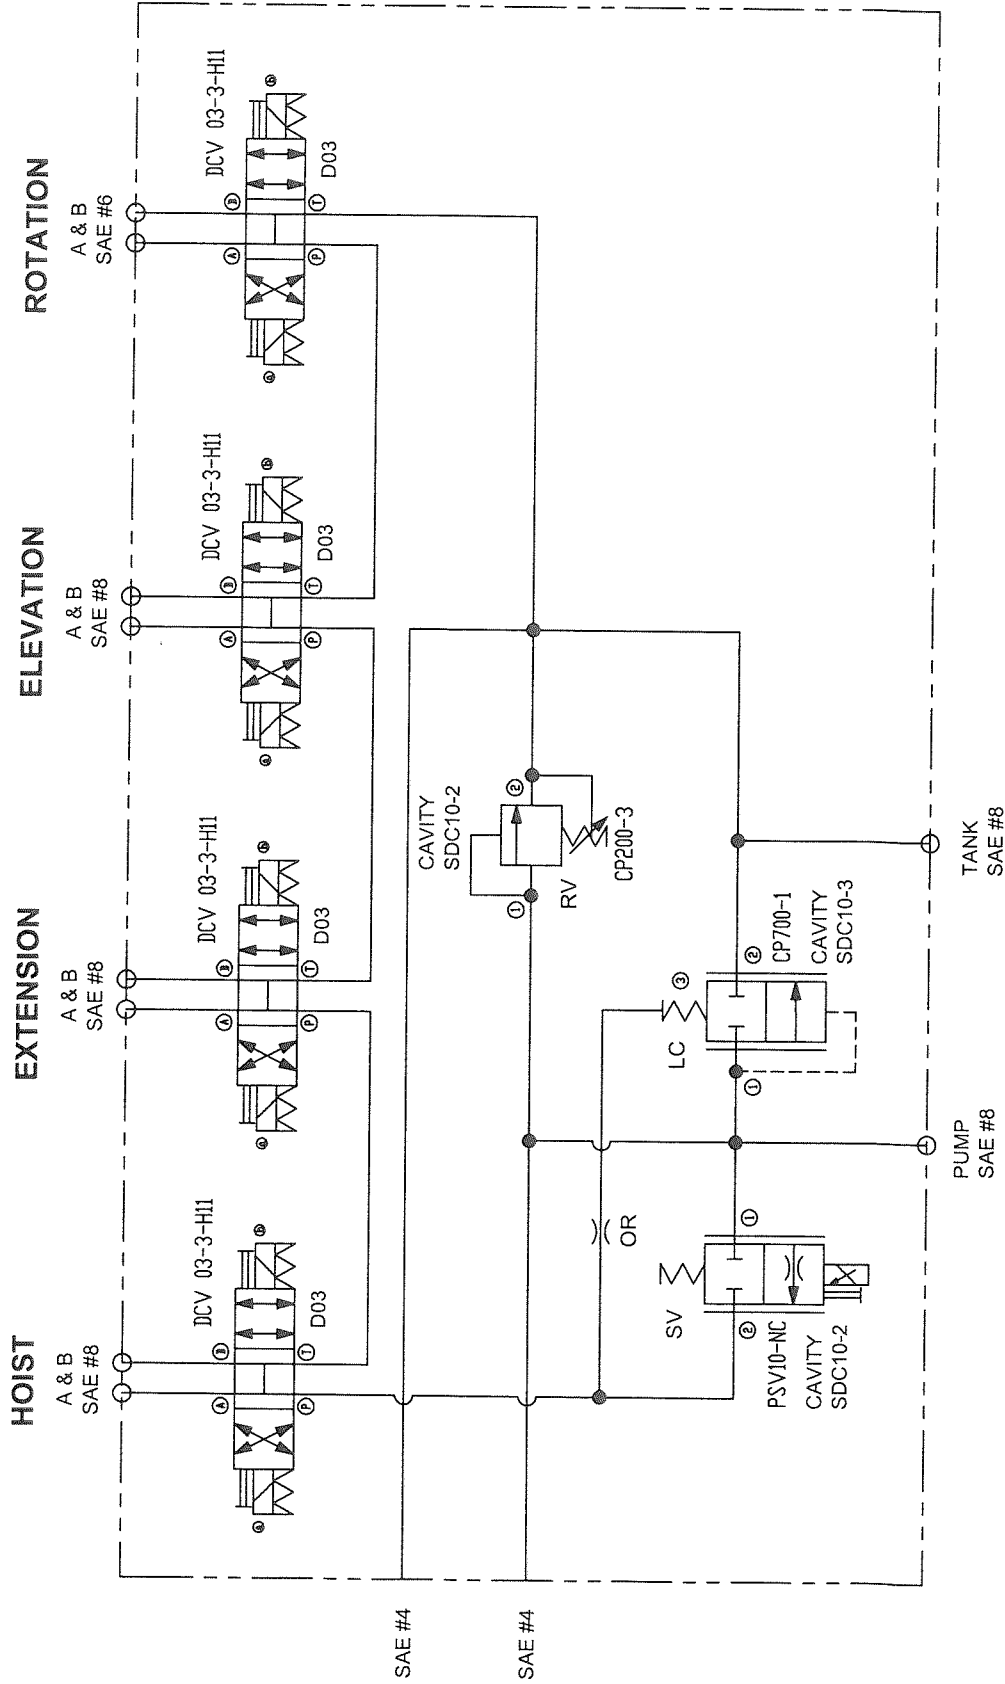 HOIST
A & B
SAE #8
EXTENSION
A & B
SAE #8
ELEVATION
A & B
SAE #8
ROTATION
A & B
SAE #6
DCV 03-3-H11
D03
A
B
P
T
a
b
DCV 03-3-H11
D03
A
B
P
T
a
b
DCV 03-3-H11
D03
A
B
P
T
a
b
DCV 03-3-H11
D03
A
B
P
T
a
b
SAE #4
SAE #4
CAVITY
SDC10-2
1
2
RV
CP200-3
OR
SV
2
1
PSV10-NC
CAVITY
SDC10-2
LC
3
1
2
CP700-1
CAVITY
SDC10-3
PUMP
SAE #8
TANK
SAE #8